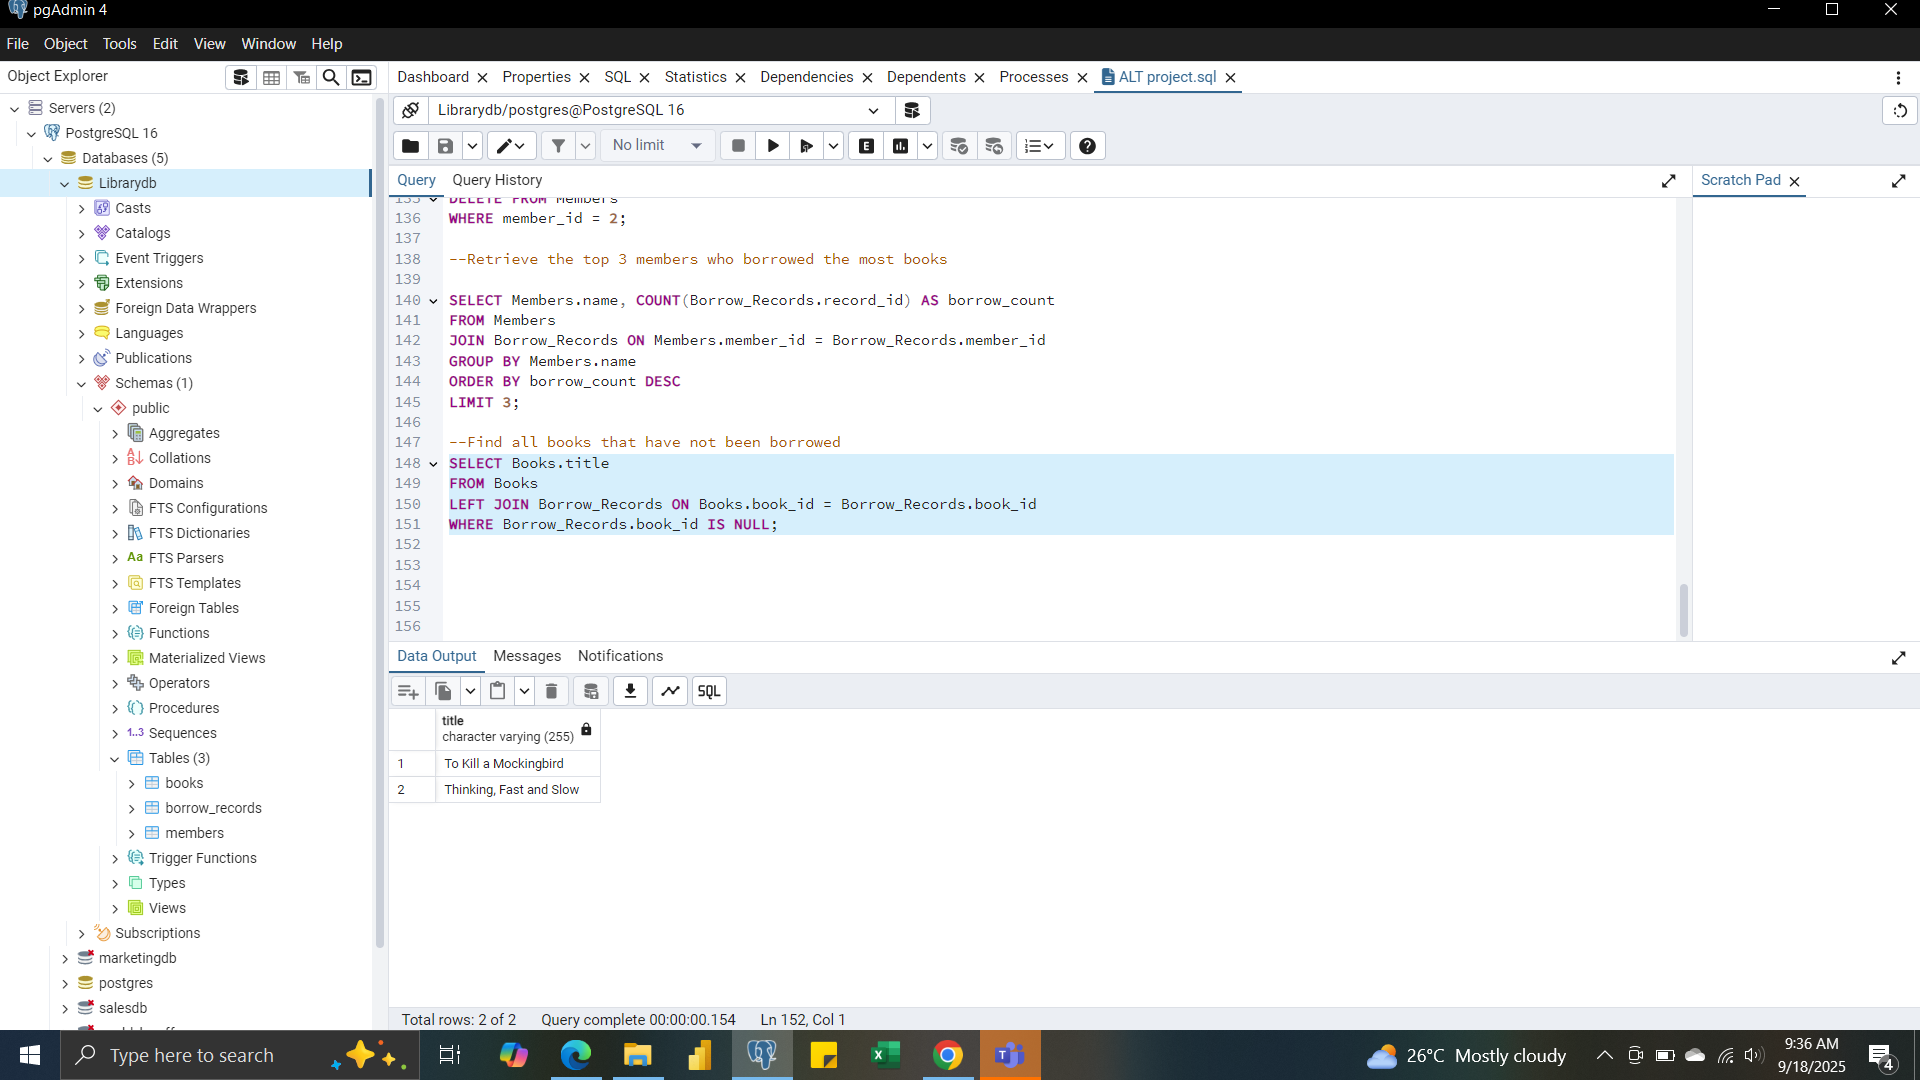 pgAdmin 4
File Object Tools Edit View Window Help
Object Explorer
Servers (2)
PostgreSQL 16
Databases (5)
Librarydb
Casts
Catalogs
Event Triggers
Extensions
Foreign Data Wrappers
Languages
Publications
Schemas (1)
public
Aggregates
Collations
Domains
FTS Configurations
FTS Dictionaries
FTS Parsers
FTS Templates
Foreign Tables
Functions
Materialized Views
Operators
Procedures
1..3 Sequences
Tables (3)
books
borrow_records
members
Trigger Functions
Types
Views
Subscriptions
marketingdb
postgres
salesdb
Dashboard Properties SQL Statistics Dependencies Dependents Processes ALT project.sql
Librarydb/postgres@PostgreSQL 16
No limit E
Query Query History
Scratch Pad
135 DELETE FROM Members
136 WHERE member_id = 2;
137
138 --Retrieve the top 3 members who borrowed the most books
139
140 SELECT Members.name, COUNT(Borrow_Records.record_id) AS borrow_count
141 FROM Members
142 JOIN Borrow_Records ON Members.member_id = Borrow_Records.member_id
143 GROUP BY Members.name
144 ORDER BY borrow_count DESC
145 LIMIT 3;
146
147 --Find all books that have not been borrowed
148 SELECT Books.title
149 FROM Books
150 LEFT JOIN Borrow_Records ON Books.book_id = Borrow_Records.book_id
151 WHERE Borrow_Records.book_id IS NULL;
152
153
154
155
156
Data Output Messages Notifications
SQL
title
character varying (255)
1 To Kill a Mockingbird
2 Thinking, Fast and Slow
Total rows: 2 of 2 Query complete 00:00:00.154 Ln 152, Col 1
Type here to search
26°C Mostly cloudy
9:36 AM
9/18/2025
4